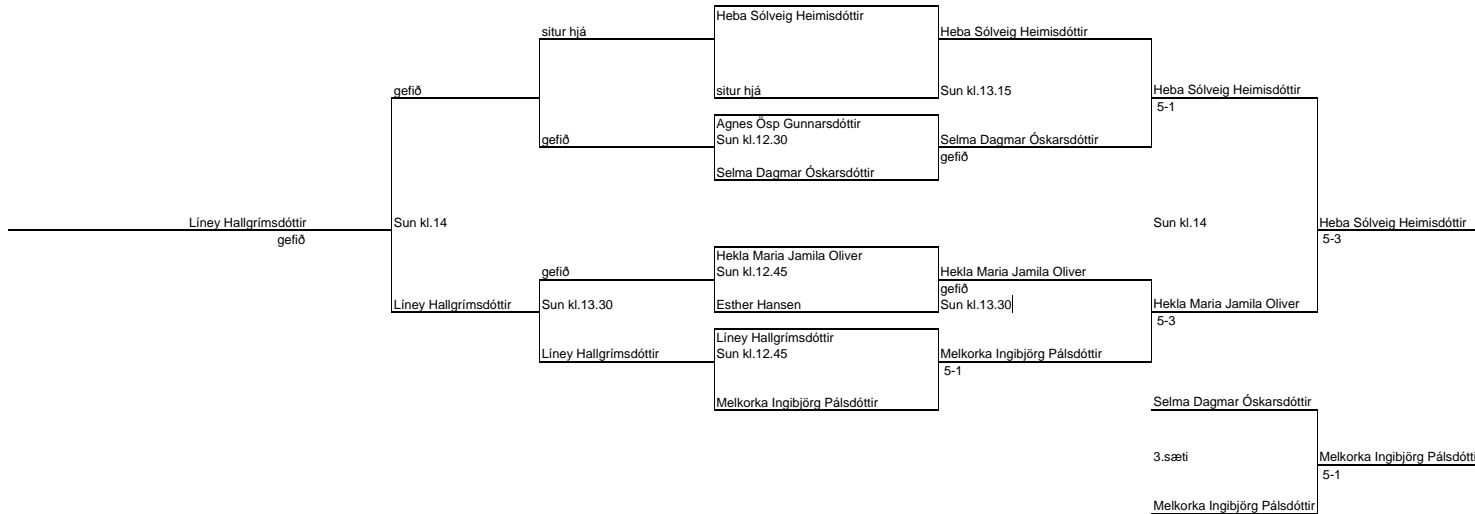 Heba Sólveig Heimisdóttir
situr hjá Heba Sólveig Heimisdóttir
gefið situr hjá Sun kl.13.15 Heba Sólveig Heimisdóttir
5-1
Agnes Ösp Gunnarsdóttir
gefið Sun kl.12.30 Selma Dagmar Óskarsdóttir
gefið
Selma Dagmar Óskarsdóttir
Líney Hallgrímsdóttir Sun kl.14 Sun kl.14 Heba Sólveig Heimisdóttir
gefið 5-3
Hekla Maria Jamila Oliver
gefið Sun kl.12.45 Hekla Maria Jamila Oliver
gefið
Líney Hallgrímsdóttir Sun kl.13.30 Esther Hansen Sun kl.13.30 Hekla Maria Jamila Oliver
5-3
Líney Hallgrímsdóttir
Líney Hallgrímsdóttir Sun kl.12.45 Melkorka Ingibjörg Pálsdóttir
5-1
Melkorka Ingibjörg Pálsdóttir Selma Dagmar Óskarsdóttir
3.sæti Melkorka Ingibjörg Pálsdótti
5-1
Melkorka Ingibjörg Pálsdóttir